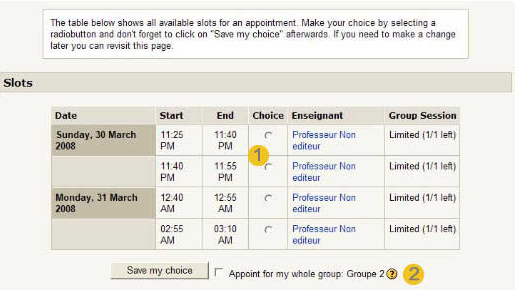 The table below shows all available slots for an appointment. Make your choice by selecting a
radiobutton and don't forget to click on "Save my choice" afterwards. If you need to make a change
later you can revisit this page.
Slots
Date Start End Choice Enseignant Group Session
Sunday, 30 March 2008 11:25 PM 11:40 PM Professeur Non editeur Limited (1/1 left)
1
11:40 PM 11:55 PM Professeur Non editeur Limited (1/1 left)
Monday, 31 March 2008 12:40 AM 12:55 AM Professeur Non editeur Limited (1/1 left)
02:55 AM 03:10 AM Professeur Non editeur Limited (1/1 left)
Save my choice Appoint for my whole group: Groupe 2 ? 2